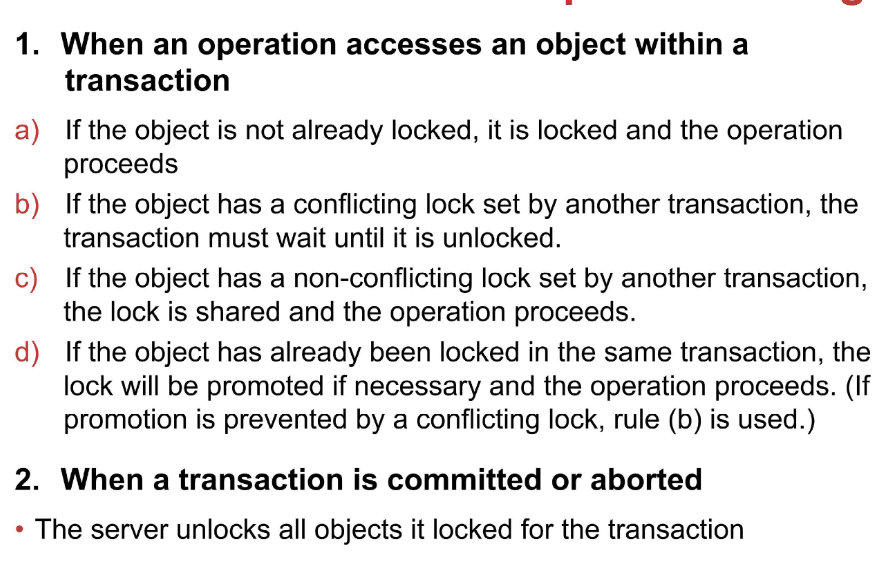 1. When an operation accesses an object within a
transaction
a) If the object is not already locked, it is locked and the operation
proceeds
b) If the object has a conflicting lock set by another transaction, the
transaction must wait until it is unlocked.
c) If the object has a non-conflicting lock set by another transaction,
the lock is shared and the operation proceeds.
d) If the object has already been locked in the same transaction, the
lock will be promoted if necessary and the operation proceeds. (If
promotion is prevented by a conflicting lock, rule (b) is used.)
2. When a transaction is committed or aborted
• The server unlocks all objects it locked for the transaction